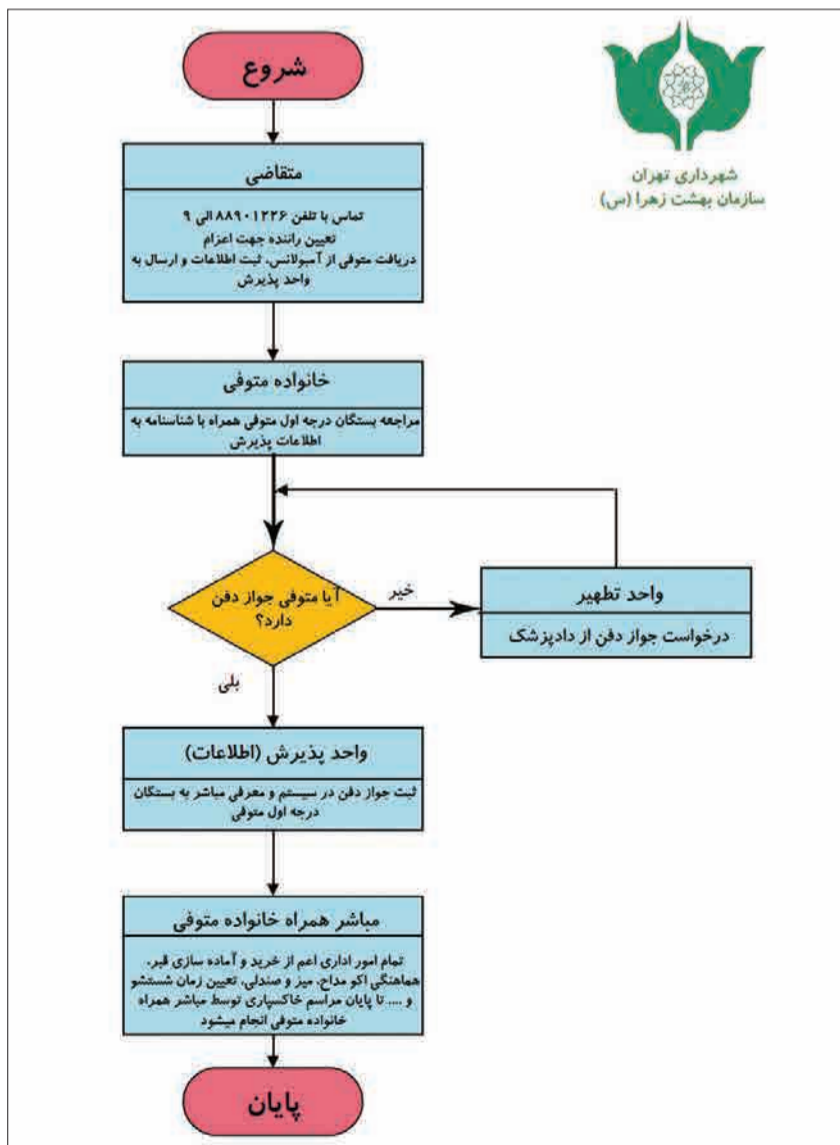 شروع
شهرداری تهران
سازمان بهشت زهرا (س)
متقاضی
تماس با تلفن ۸۸۹۰۱۲۲۶ الی ۹
تعیین راننده جهت اعزام
دریافت متوفی از آمبولانس، ثبت اطلاعات و ارسال به
واحد پذیرش
خانواده متوفی
مراجعه بستگان درجه اول متوفی همراه با شناسنامه به
اطلاعات پذیرش
آیا متوفی جواز دفن
دارد؟
خیر
واحد تطهیر
درخواست جواز دفن از دادپزشک
بلی
واحد پذیرش (اطلاعات)
ثبت جواز دفن در سیستم و معرفی مباشر به بستگان
درجه اول متوفی
مباشر همراه خانواده متوفی
تمام امور اداری اعم از خرید و آماده سازی قبر،
هماهنگی اکو مداح، میز و صندلی، تعیین زمان شستشو
و .... تا پایان مراسم خاکسپاری توسط مباشر همراه
خانواده متوفی انجام میشود
پایان